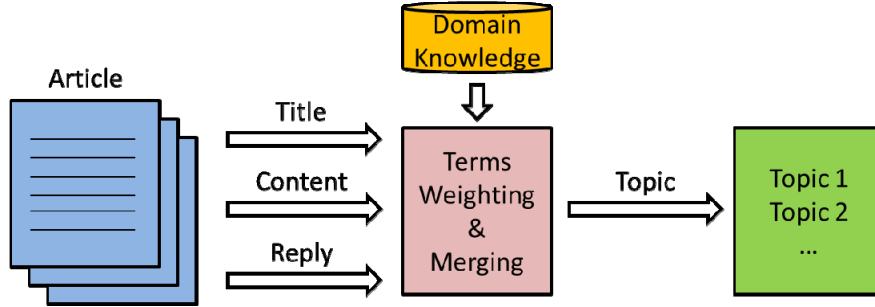 Domain
Knowledge
Article
Title
Content
Reply
Terms
Weighting
&
Merging
Topic
Topic 1
Topic 2
...